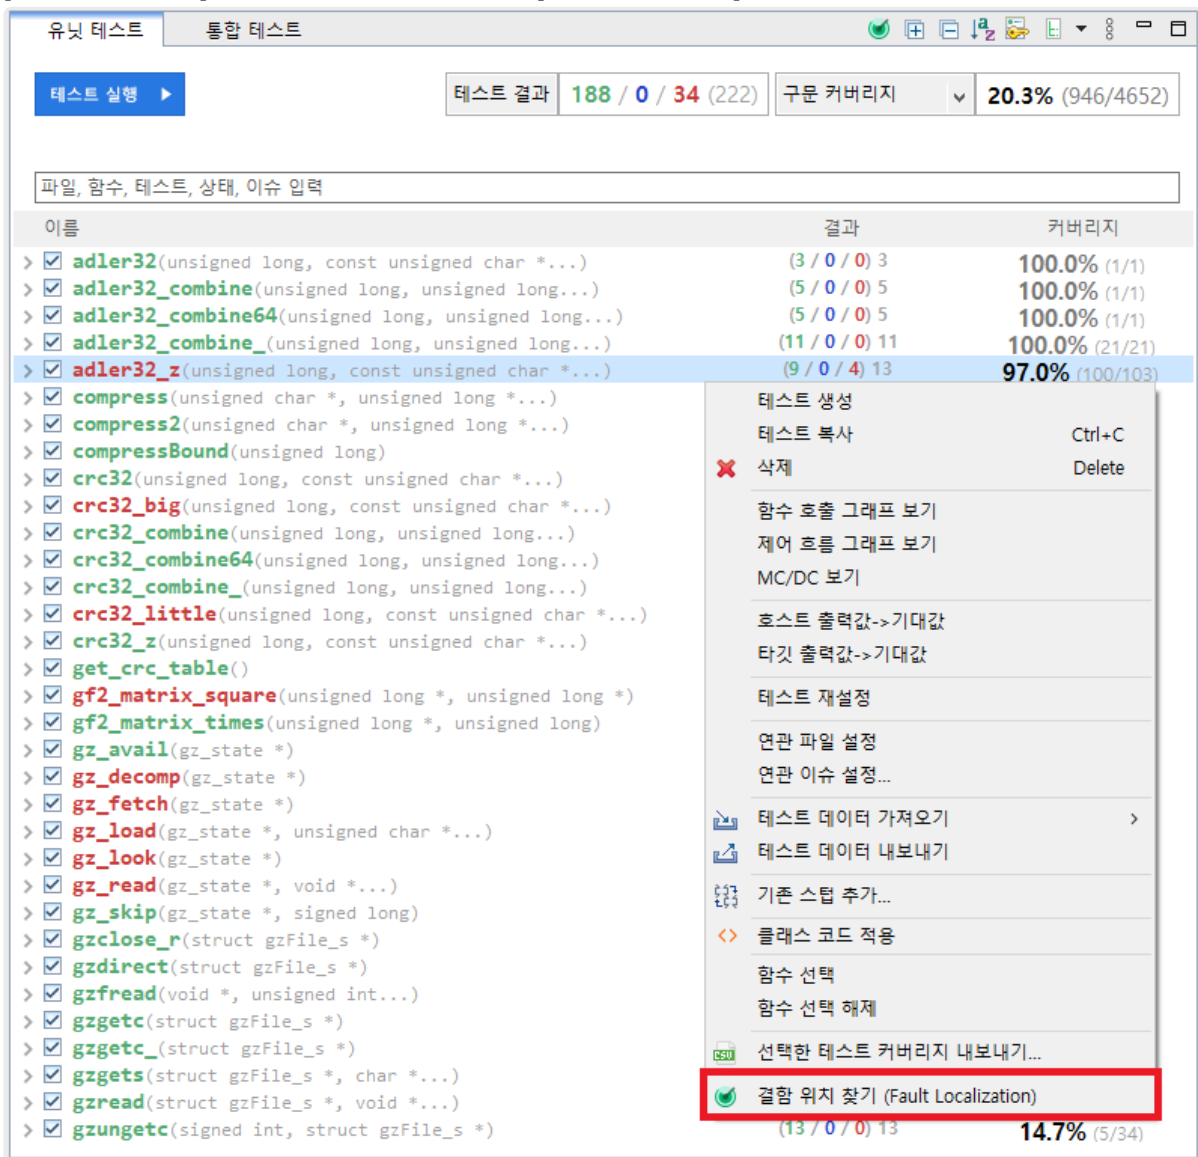 유닛 테스트 통합 테스트
테스트 실행 테스트 결과 188 / 0 / 34 (222) 구문 커버리지 20.3% (946/4652)
파일, 함수, 테스트, 상태, 이슈 입력
이름 결과 커버리지
adler32(unsigned long, const unsigned char *...) (3 / 0 / 0) 3 100.0% (1/1)
adler32_combine(unsigned long, unsigned long...) (5 / 0 / 0) 5 100.0% (1/1)
adler32_combine64(unsigned long, unsigned long...) (5 / 0 / 0) 5 100.0% (1/1)
adler32_combine_(unsigned long, unsigned long...) (11 / 0 / 0) 11 100.0% (21/21)
adler32_z(unsigned long, const unsigned char *...) (9 / 0 / 4) 13 97.0% (100/103)
compress(unsigned char *, unsigned long *...)
compress2(unsigned char *, unsigned long *...)
compressBound(unsigned long)
crc32(unsigned long, const unsigned char *...)
crc32_big(unsigned long, const unsigned char *...)
crc32_combine(unsigned long, unsigned long...)
crc32_combine64(unsigned long, unsigned long...)
crc32_combine_(unsigned long, unsigned long...)
crc32_little(unsigned long, const unsigned char *...)
crc32_z(unsigned long, const unsigned char *...)
get_crc_table()
gf2_matrix_square(unsigned long *, unsigned long *)
gf2_matrix_times(unsigned long *, unsigned long)
gz_avail(gz_state *)
gz_decomp(gz_state *)
gz_fetch(gz_state *)
gz_load(gz_state *, unsigned char *...)
gz_look(gz_state *)
gz_read(gz_state *, void *...)
gz_skip(gz_state *, signed long)
gzclose_r(struct gzFile_s *)
gzdirect(struct gzFile_s *)
gzfread(void *, unsigned int...)
gzgetc(struct gzFile_s *)
gzgetc_(struct gzFile_s *)
gzgets(struct gzFile_s *, char *...)
gzread(struct gzFile_s *, void *...)
gzungetc(signed int, struct gzFile_s *) (13 / 0 / 0) 13 14.7% (5/34)
테스트 생성
테스트 복사 Ctrl+C
삭제 Delete
함수 호출 그래프 보기
제어 흐름 그래프 보기
MC/DC 보기
호스트 출력값->기대값
타깃 출력값->기대값
테스트 재설정
연관 파일 설정
연관 이슈 설정...
테스트 데이터 가져오기
테스트 데이터 내보내기
기존 스텁 추가...
클래스 코드 적용
함수 선택
함수 선택 해제
선택한 테스트 커버리지 내보내기...
결함 위치 찾기 (Fault Localization)